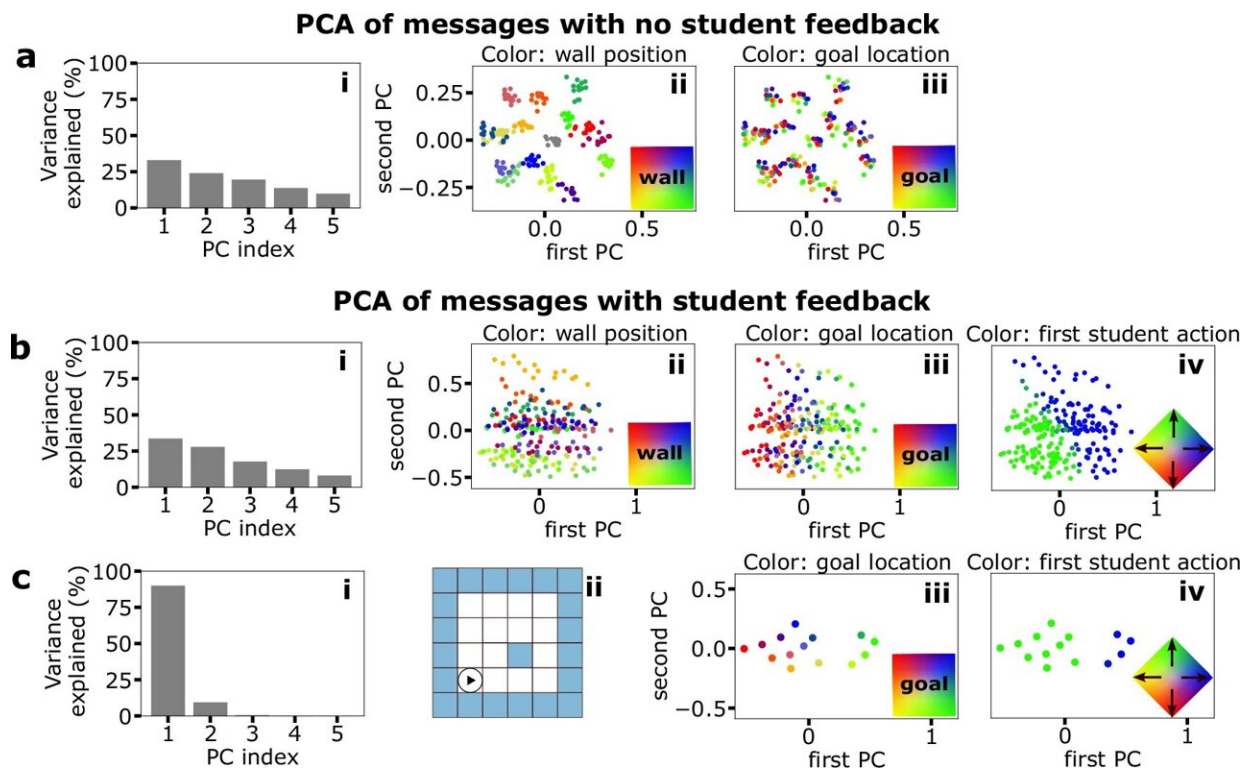 PCA of messages with no student feedback
a
Variance
explained (%)
100
75
50
25
0
i
1 2 3 4 5
PC index
Color: wall position
second PC
0.25
0.00
−0.25
ii
wall
0.0 0.5
first PC
Color: goal location
iii
goal
0.0 0.5
first PC
PCA of messages with student feedback
b
Variance
explained (%)
100
75
50
25
0
i
1 2 3 4 5
PC index
Color: wall position
second PC
0.5
0.0
−0.5
ii
wall
0 1
first PC
Color: goal location
iii
goal
0 1
first PC
Color: first student action
iv
0 1
first PC
c
Variance
explained (%)
100
75
50
25
0
i
1 2 3 4 5
PC index
ii
Color: goal location
second PC
0.5
0.0
−0.5
iii
goal
0 1
first PC
Color: first student action
iv
0 1
first PC